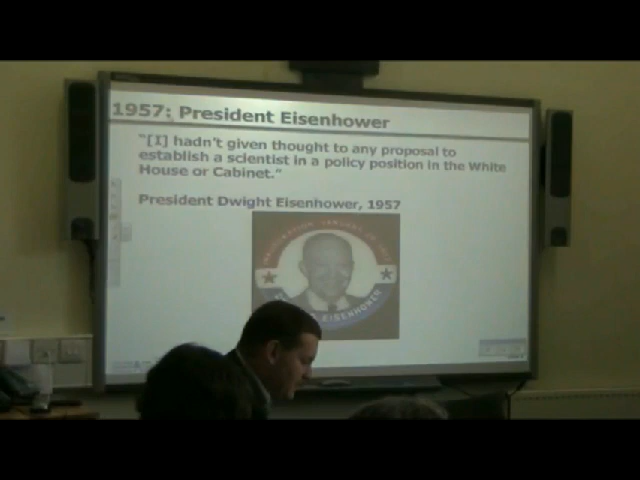 1957: President Eisenhower
"[I] hadn't given thought to any proposal to
establish a scientist in a policy position in the White
House or Cabinet."
President Dwight Eisenhower, 1957
EISENHOWER